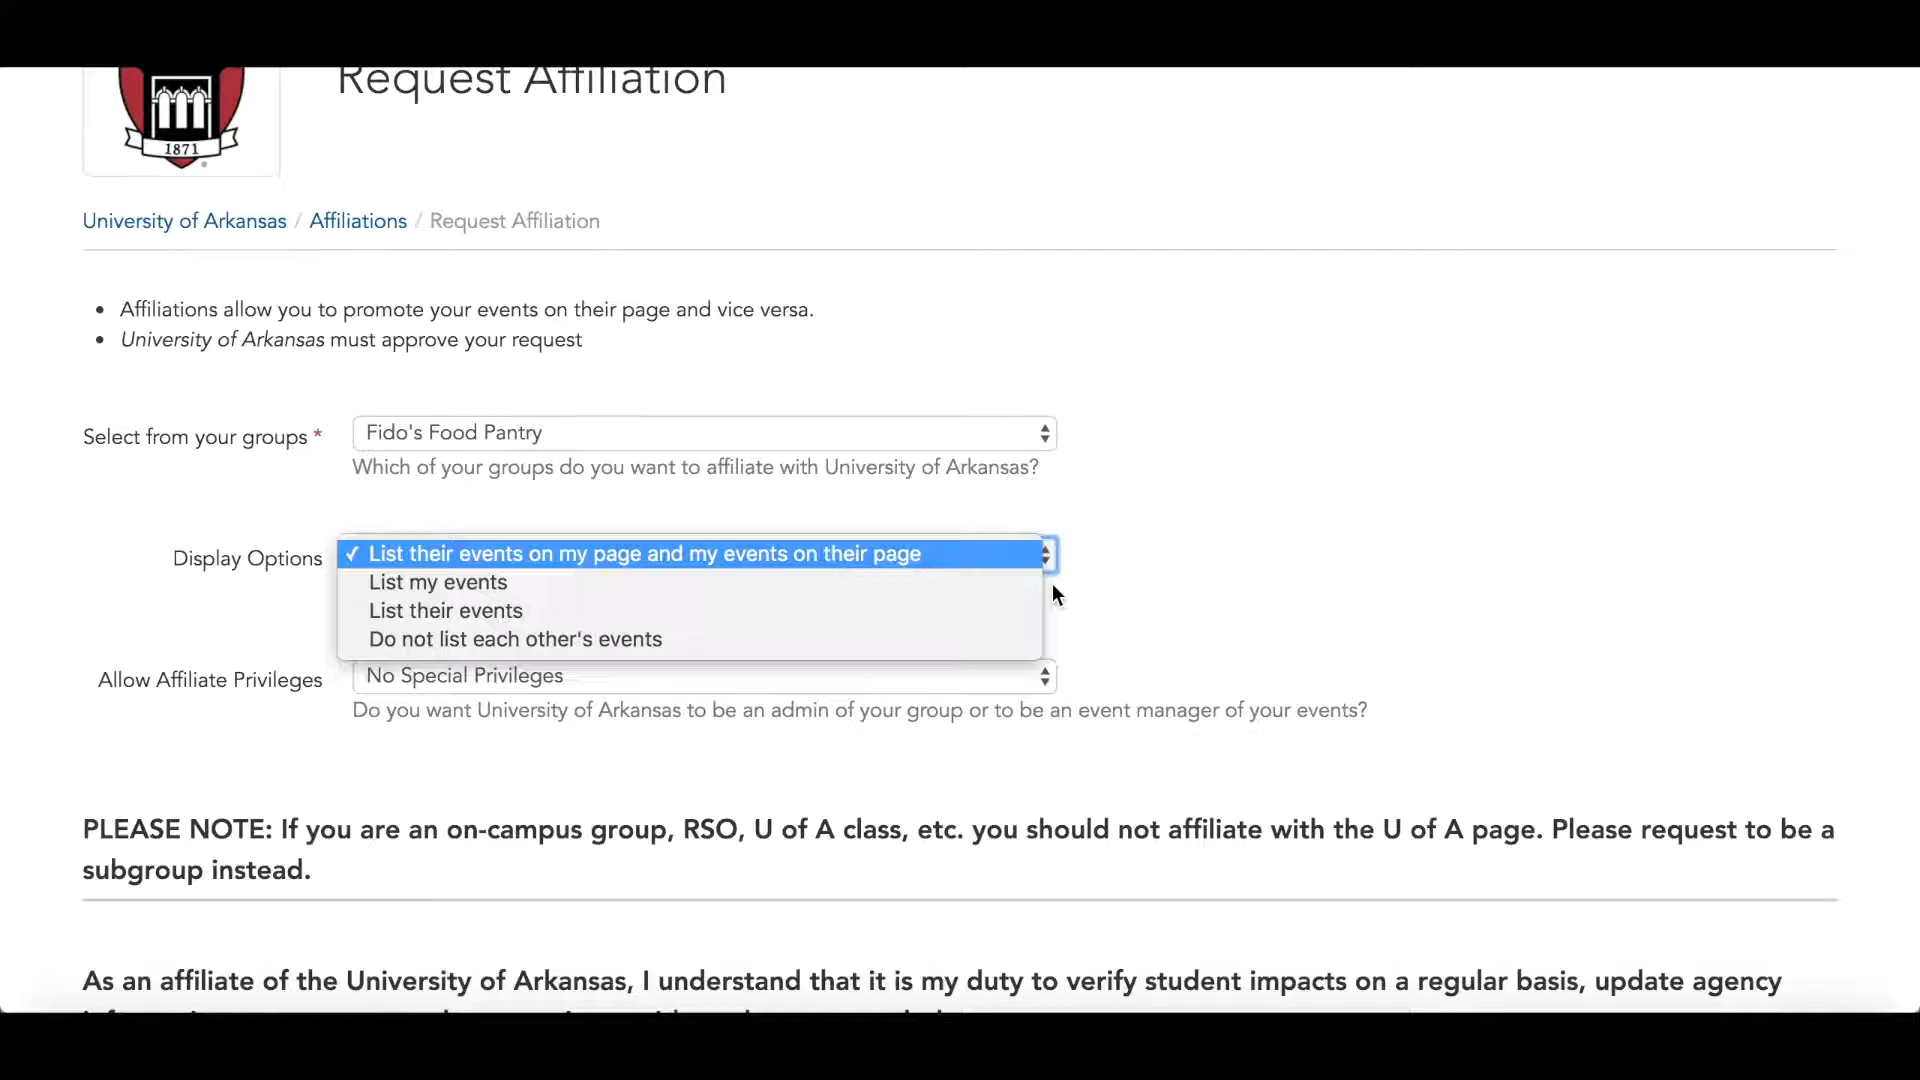 Request Affiliation
1871
University of Arkansas / Affiliations / Request Affiliation
• Affiliations allow you to promote your events on their page and vice versa.
• University of Arkansas must approve your request
Select from your groups *
Fido's Food Pantry
Which of your groups do you want to affiliate with University of Arkansas?
Display Options
✓ List their events on my page and my events on their page
List my events
List their events
Do not list each other's events
Allow Affiliate Privileges
No Special Privileges
Do you want University of Arkansas to be an admin of your group or to be an event manager of your events?
PLEASE NOTE: If you are an on-campus group, RSO, U of A class, etc. you should not affiliate with the U of A page. Please request to be a
subgroup instead.
As an affiliate of the University of Arkansas, I understand that it is my duty to verify student impacts on a regular basis, update agency